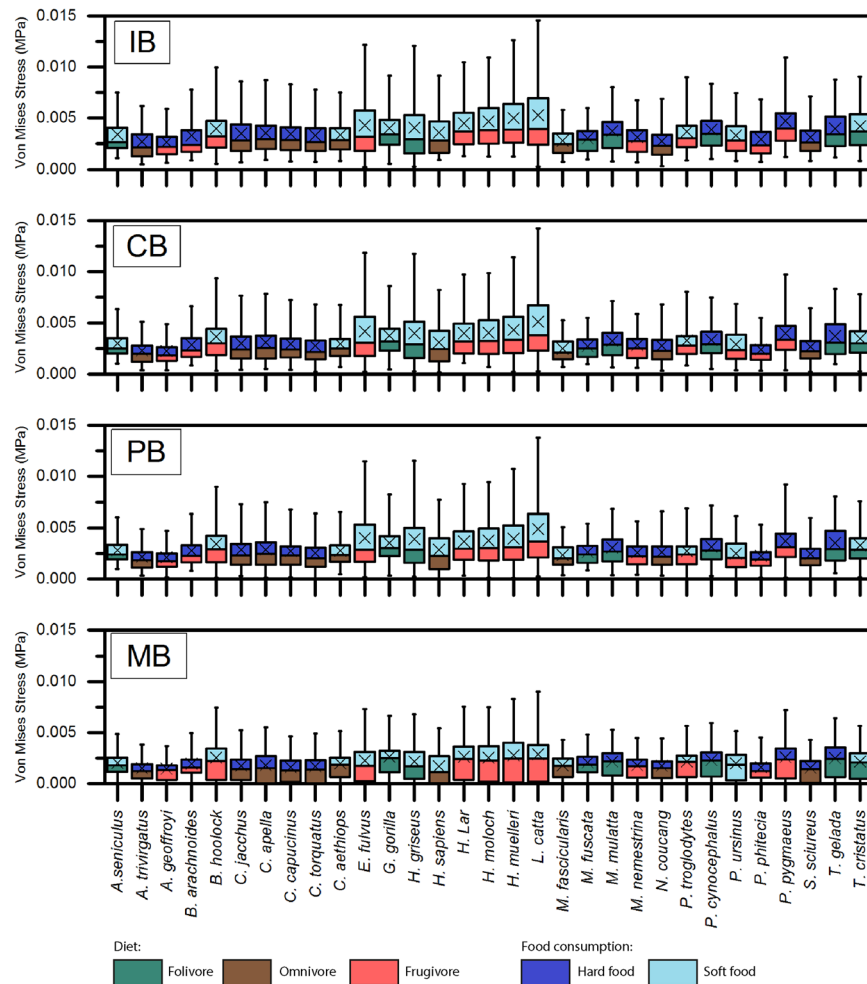 0.015
IB
0.010
0.005
0.000
Von Mises Stress (MPa)
0.015
CB
0.010
0.005
0.000
Von Mises Stress (MPa)
0.015
PB
0.010
0.005
0.000
Von Mises Stress (MPa)
0.015
MB
0.010
0.005
0.000
Von Mises Stress (MPa)
A.seniculus
A. trivirgatus
A. geoffroyi
B. arachnoides
B. hoolock
C. jacchus
C. apella
C. capucinus
C. torquatus
C. aethiops
E. fulvus
G. gorilla
H. griseus
H. sapiens
H. Lar
H. moloch
H. muelleri
L. catta
M. fascicularis
M. fuscata
M. mulatta
M. nemestrina
N. coucang
P. troglodytes
P. cynocephalus
P. ursinus
P. phitecia
P. pygmaeus
S. sciureus
T. gelada
T. cristatus
Diet:
Folivore
Omnivore
Frugivore
Food consumption:
Hard food
Soft food